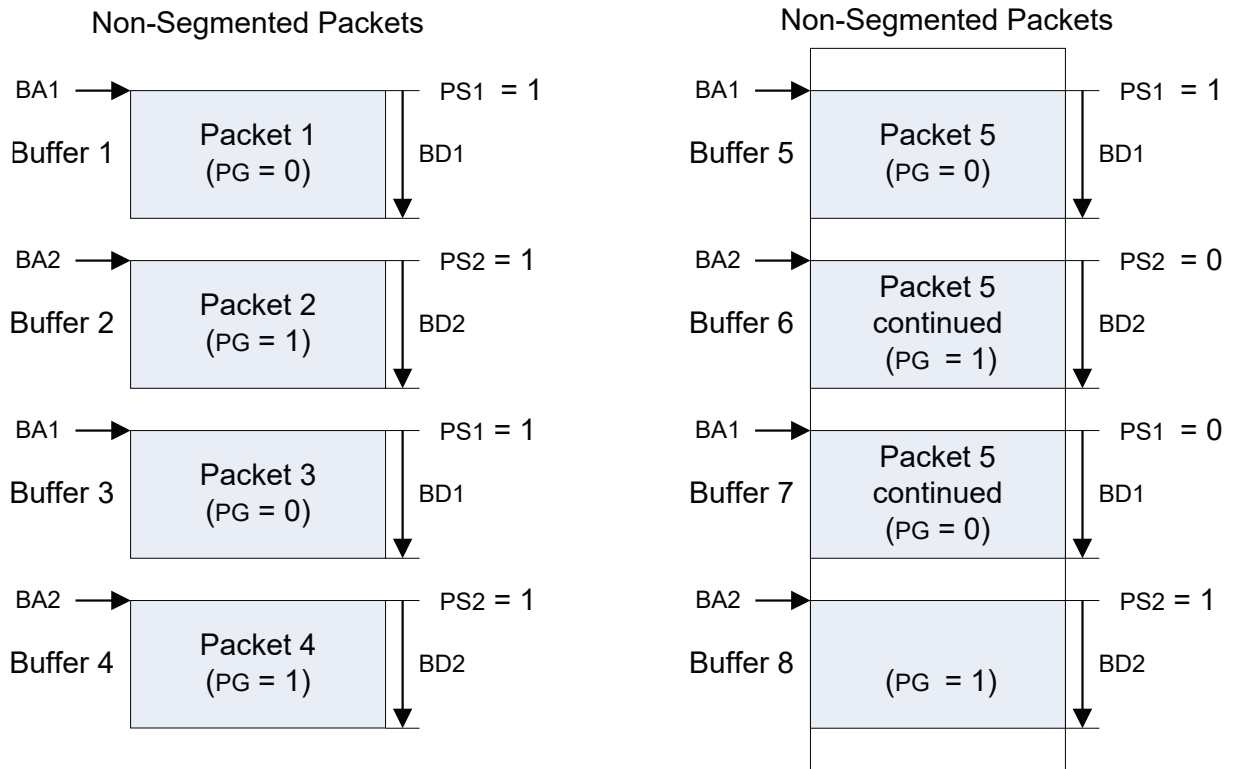 Non-Segmented Packets
BA1
PS1 = 1
Buffer 1
Packet 1
(PG = 0)
BD1
BA2
PS2 = 1
Buffer 2
Packet 2
(PG = 1)
BD2
BA1
PS1 = 1
Buffer 3
Packet 3
(PG = 0)
BD1
BA2
PS2 = 1
Buffer 4
Packet 4
(PG = 1)
BD2
Non-Segmented Packets
BA1
PS1 = 1
Buffer 5
Packet 5
(PG = 0)
BD1
BA2
PS2 = 0
Buffer 6
Packet 5
continued
(PG = 1)
BD2
BA1
PS1 = 0
Buffer 7
Packet 5
continued
(PG = 0)
BD1
BA2
PS2 = 1
Buffer 8
(PG = 1)
BD2